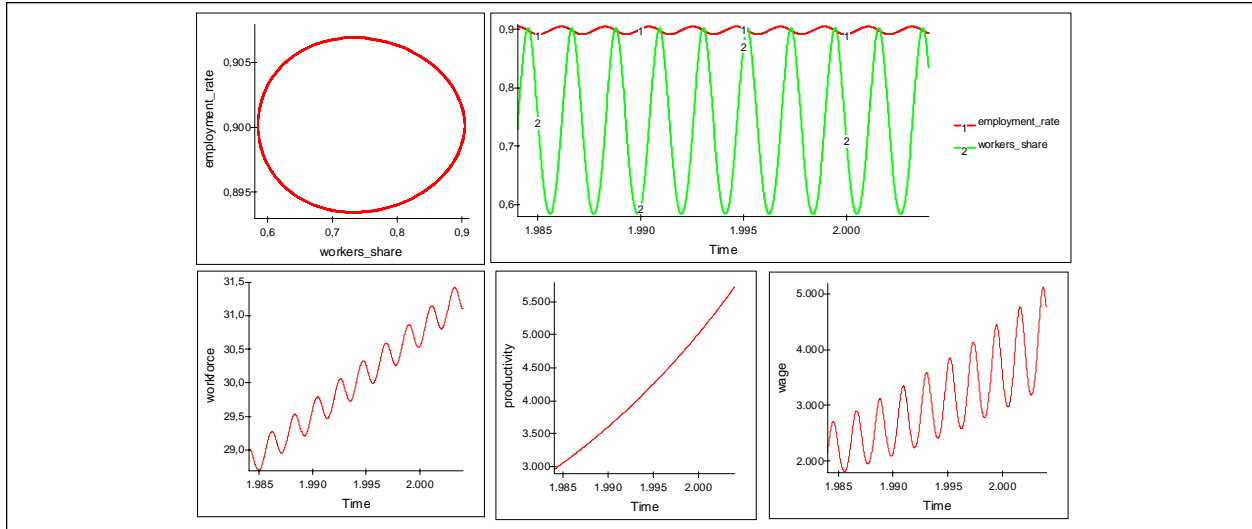 employment_rate
0,905
0,900
0,895
0,6 0,7 0,8 0,9
workers_share
0,9
0,8
0,7
0,6
1 1 1 1
2 2 2 2
1.985 1.990 1.995 2.000
Time
1 employment_rate
2 workers_share
workforce
31,5
31,0
30,5
30,0
29,5
29,0
1.985 1.990 1.995 2.000
Time
productivity
5.500
5.000
4.500
4.000
3.500
3.000
1.985 1.990 1.995 2.000
Time
wage
5.000
4.000
3.000
2.000
1.985 1.990 1.995 2.000
Time